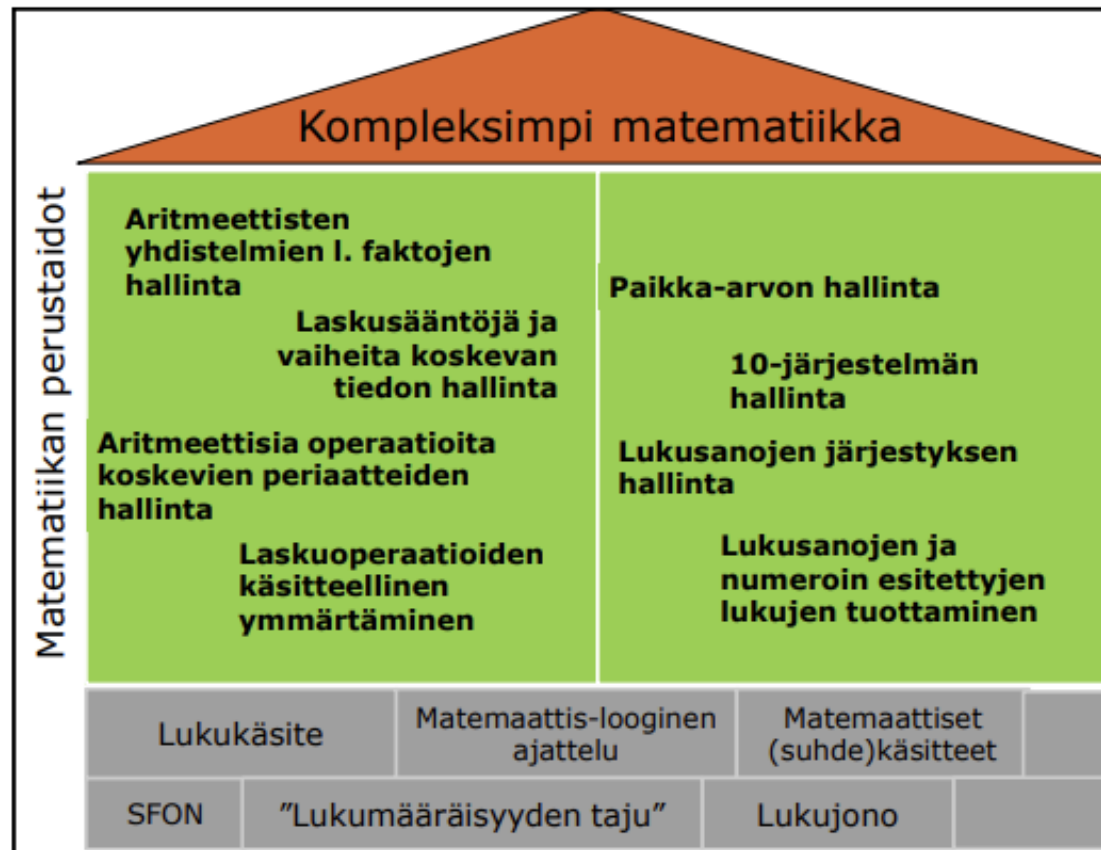 Kompleksimpi matematiikka
Matematiikan perustaidot
Aritmeettisten
yhdistelmien l. faktojen
hallinta
Laskusääntöjä ja
vaiheita koskevan
tiedon hallinta
Aritmeettisia operaatioita
koskevien periaatteiden
hallinta
Laskuoperaatioiden
käsitteellinen
ymmärtäminen
Paikka-arvon hallinta
10-järjestelmän
hallinta
Lukusanojen järjestyksen
hallinta
Lukusanojen ja
numeroin esitettyjen
lukujen tuottaminen
Lukukäsite
Matemaattis-looginen
ajattelu
Matemaattiset
(suhde)käsitteet
SFON
”Lukumääräisyyden taju”
Lukujono